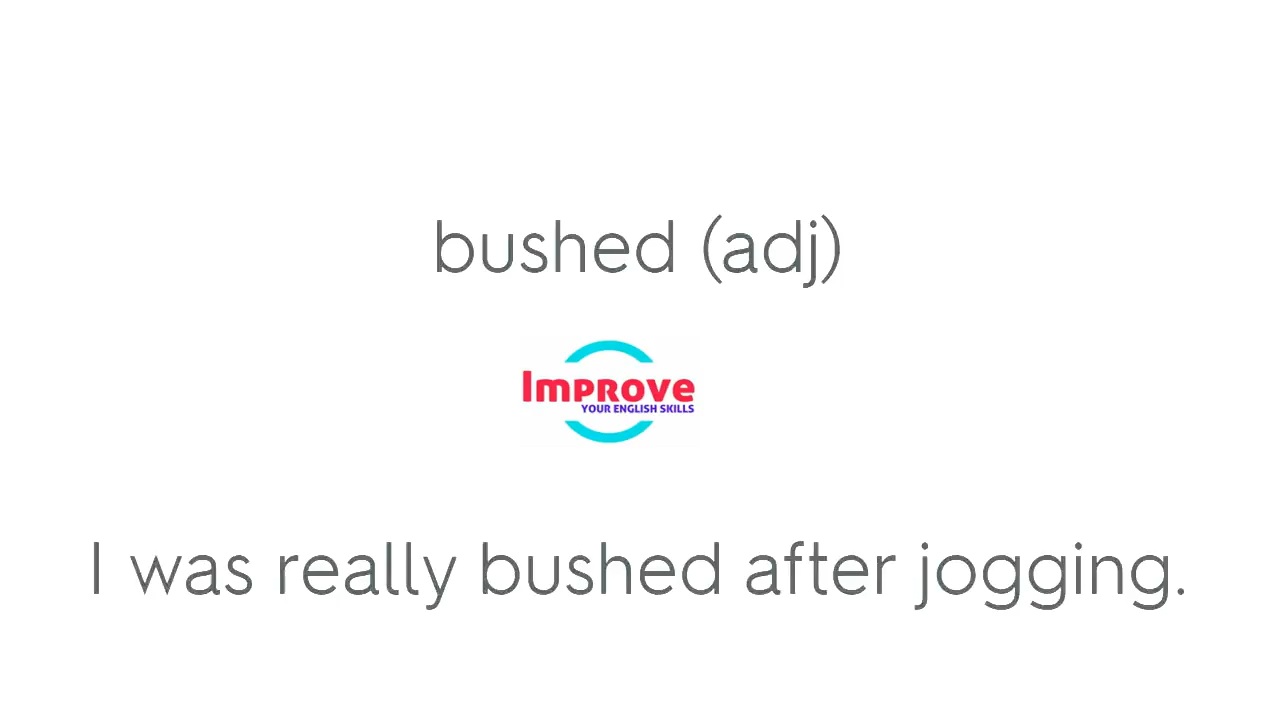 bushed (adj)
Improve
YOUR ENGLISH SKILLS
I was really bushed after jogging.